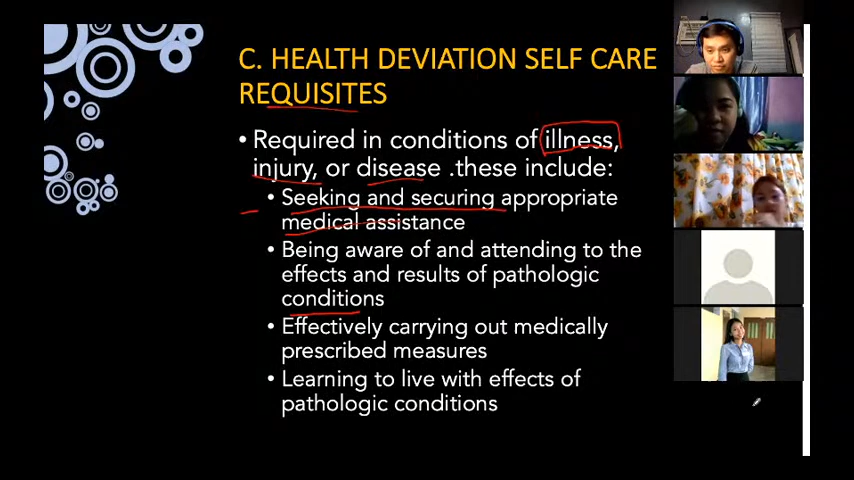 C. HEALTH DEVIATION SELF CARE
REQUISITES
• Required in conditions of illness,
injury, or disease .these include:
• Seeking and securing appropriate
medical assistance
• Being aware of and attending to the
effects and results of pathologic
conditions
• Effectively carrying out medically
prescribed measures
• Learning to live with effects of
pathologic conditions